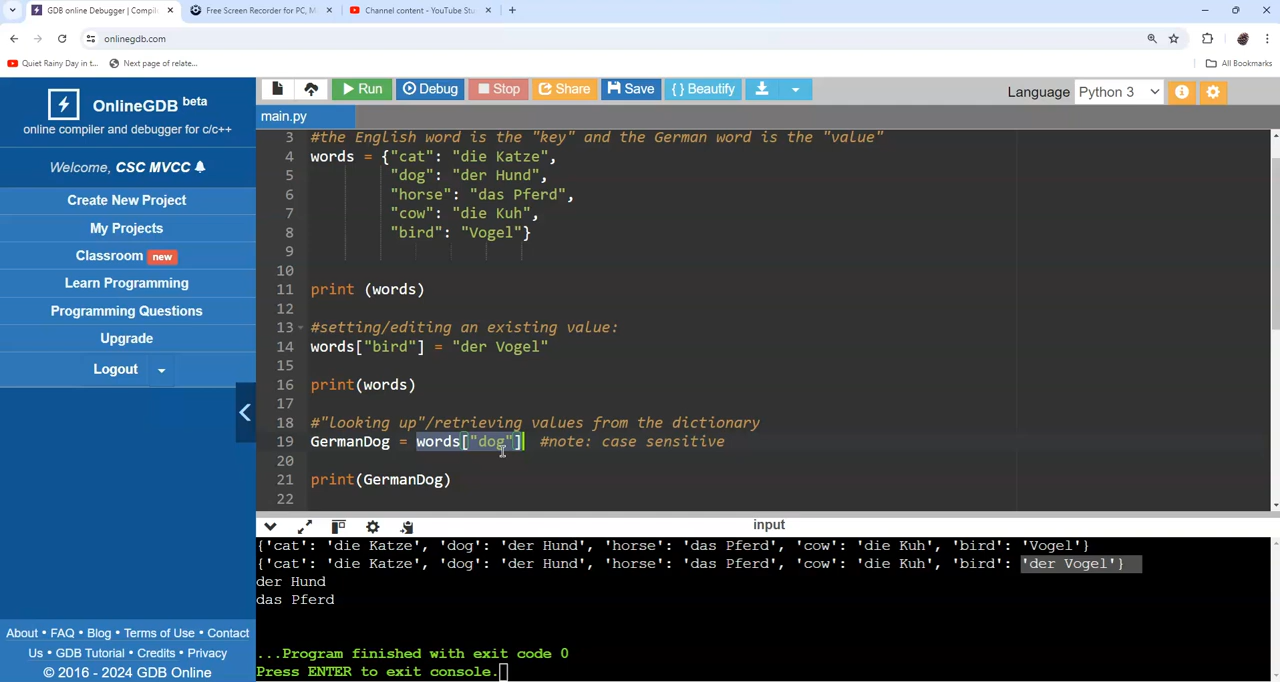 GDB online Debugger | Compil
Free Screen Recorder for PC, M
Channel content - YouTube Stu
onlinegdb.com
Quiet Rainy Day in t...
Next page of relate...
All Bookmarks
OnlineGDB beta
online compiler and debugger for c/c++
Welcome, CSC MVCC
Create New Project
My Projects
Classroom new
Learn Programming
Programming Questions
Upgrade
Logout
About • FAQ • Blog • Terms of Use • Contact
Us • GDB Tutorial • Credits • Privacy
© 2016 - 2024 GDB Online
Run Debug Stop Share Save { } Beautify
Language Python 3
main.py
3 #the English word is the "key" and the German word is the "value"
4 words = {"cat": "die Katze",
5 "dog": "der Hund",
6 "horse": "das Pferd",
7 "cow": "die Kuh",
8 "bird": "Vogel"}
9
10
11 print (words)
12
13 #setting/editing an existing value:
14 words["bird"] = "der Vogel"
15
16 print(words)
17
18 #"looking up"/retrieving values from the dictionary
19 GermanDog = words["dog"] #note: case sensitive
20
21 print(GermanDog)
22
input
{'cat': 'die Katze', 'dog': 'der Hund', 'horse': 'das Pferd', 'cow': 'die Kuh', 'bird': 'Vogel'}
{'cat': 'die Katze', 'dog': 'der Hund', 'horse': 'das Pferd', 'cow': 'die Kuh', 'bird': 'der Vogel'}
der Hund
das Pferd
...Program finished with exit code 0
Press ENTER to exit console.